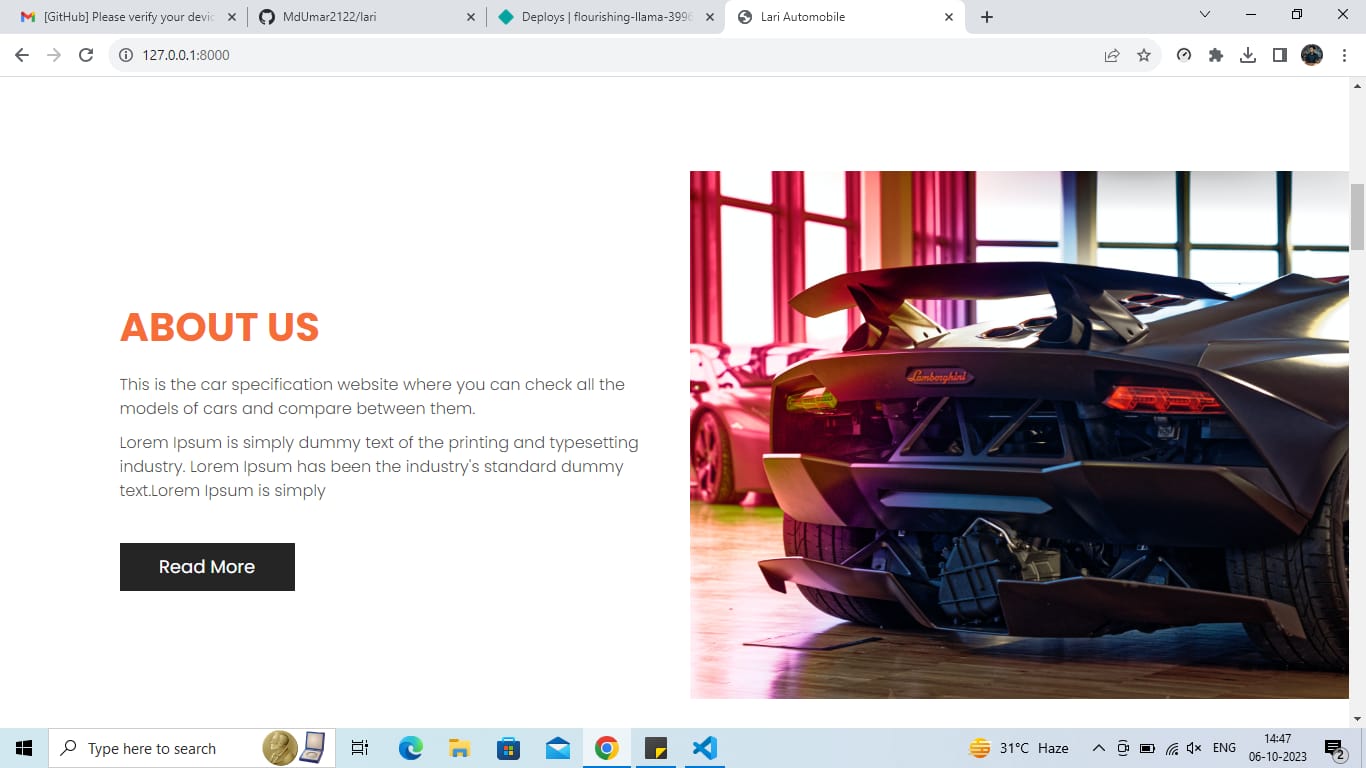 [GitHub] Please verify your devic
MdUmar2122/lari
Deploys | flourishing-llama-3996
Lari Automobile
127.0.0.1:8000
ABOUT US
This is the car specification website where you can check all the
models of cars and compare between them.
Lorem Ipsum is simply dummy text of the printing and typesetting
industry. Lorem Ipsum has been the industry's standard dummy
text.Lorem Ipsum is simply
Read More
Lamborghini
Type here to search
31°C Haze
ENG
14:47
06-10-2023
2